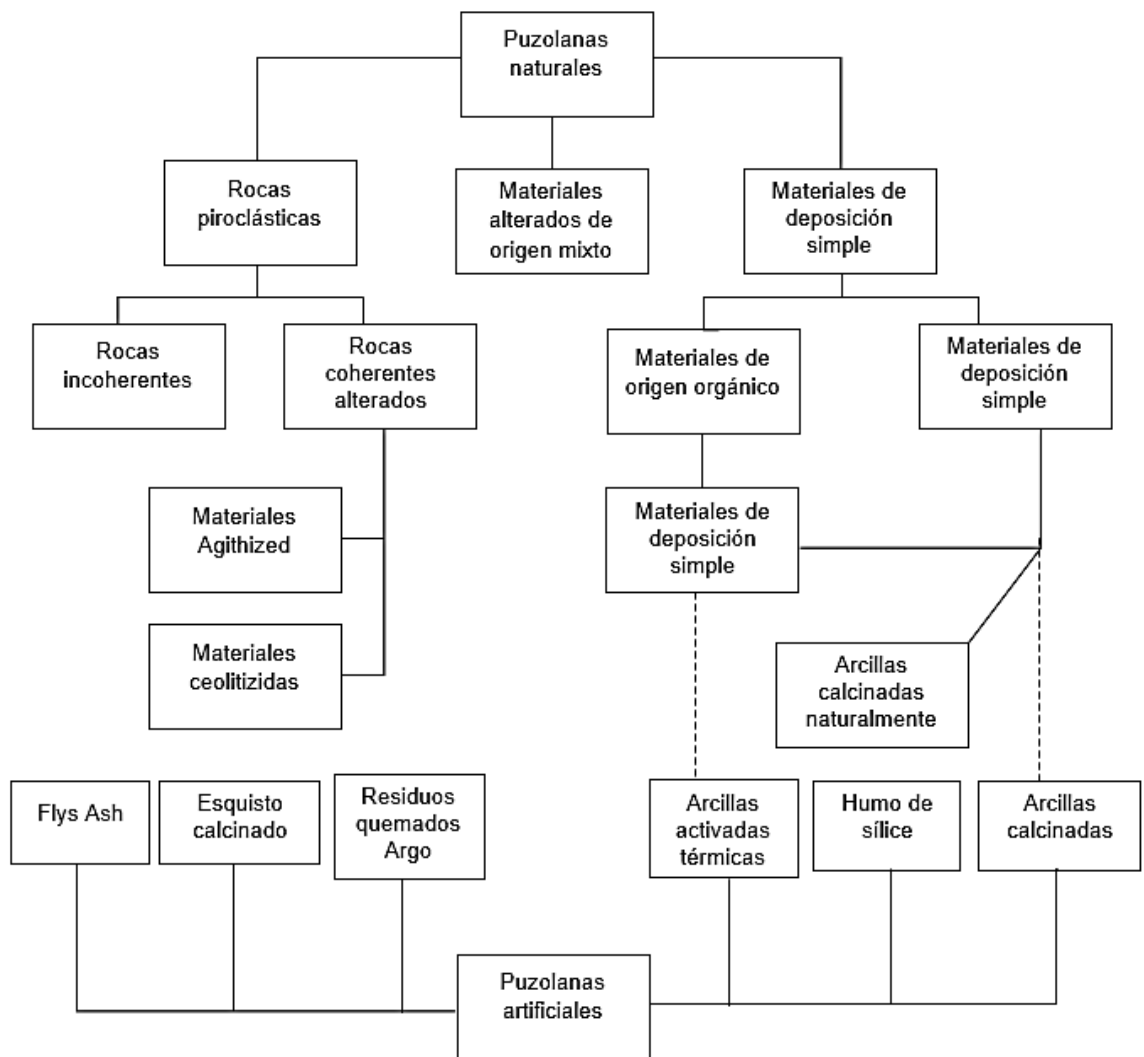 Puzolanas
naturales
Rocas
piroclásticas
Materiales
alterados de
origen mixto
Materiales de
deposición
simple
Rocas
incoherentes
Rocas
coherentes
alterados
Materiales de
origen orgánico
Materiales de
deposición
simple
Materiales
Agithized
Materiales de
deposición
simple
Materiales
ceolitizidas
Arcillas
calcinadas
naturalmente
Flys Ash
Esquisto
calcinado
Residuos
quemados
Argo
Arcillas
activadas
térmicas
Humo de
sílice
Arcillas
calcinadas
Puzolanas
artificiales